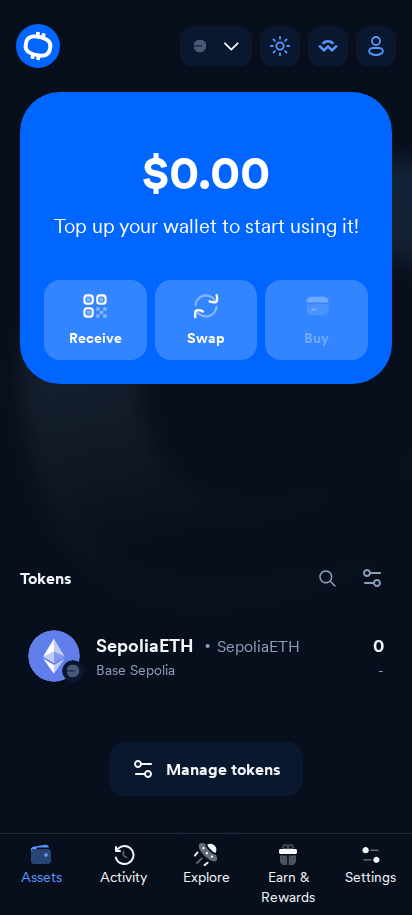 $0.00
Top up your wallet to start using it!
Receive
Swap
Buy
Tokens
SepoliaETH • SepoliaETH
0
Base Sepolia
-
Manage tokens
Assets
Activity
Explore
Earn &
Rewards
Settings